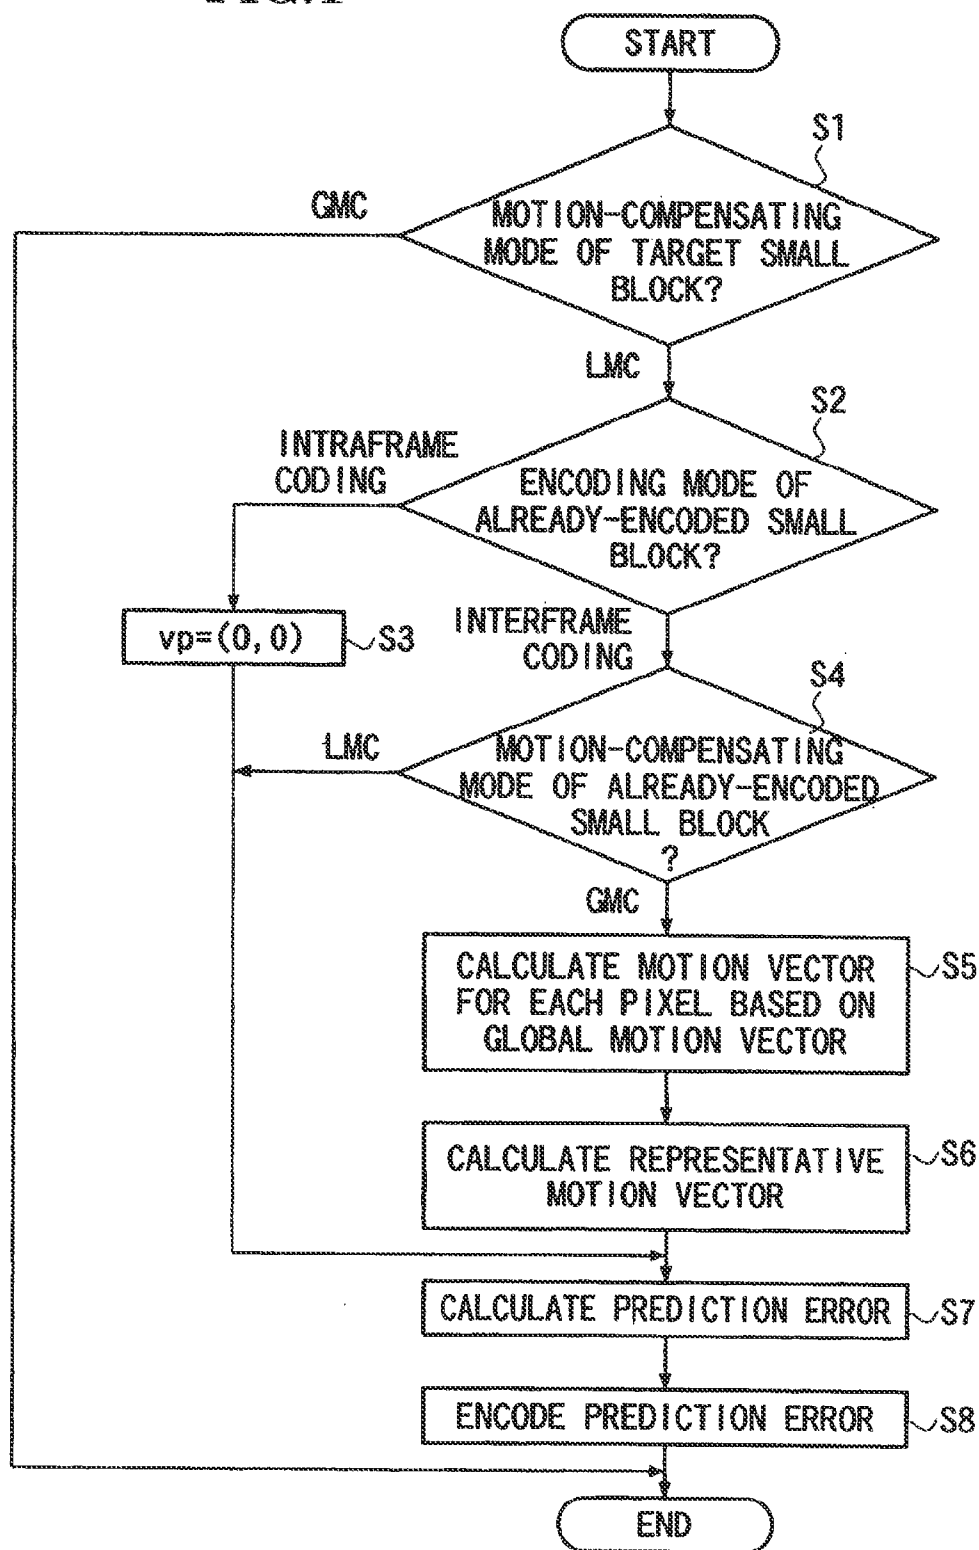 START
S1
GMC
MOTION-COMPENSATING
MODE OF TARGET SMALL
BLOCK?
LMC
S2
INTRAFRAME
CODING
ENCODING MODE OF
ALREADY-ENCODED SMALL
BLOCK?
vp=(0,0)
S3
INTERFRAME
CODING
S4
LMC
MOTION-COMPENSATING
MODE OF ALREADY-ENCODED
SMALL BLOCK
?
GMC
CALCULATE MOTION VECTOR
FOR EACH PIXEL BASED ON
GLOBAL MOTION VECTOR
S5
CALCULATE REPRESENTATIVE
MOTION VECTOR
S6
CALCULATE PREDICTION ERROR
S7
ENCODE PREDICTION ERROR
S8
END